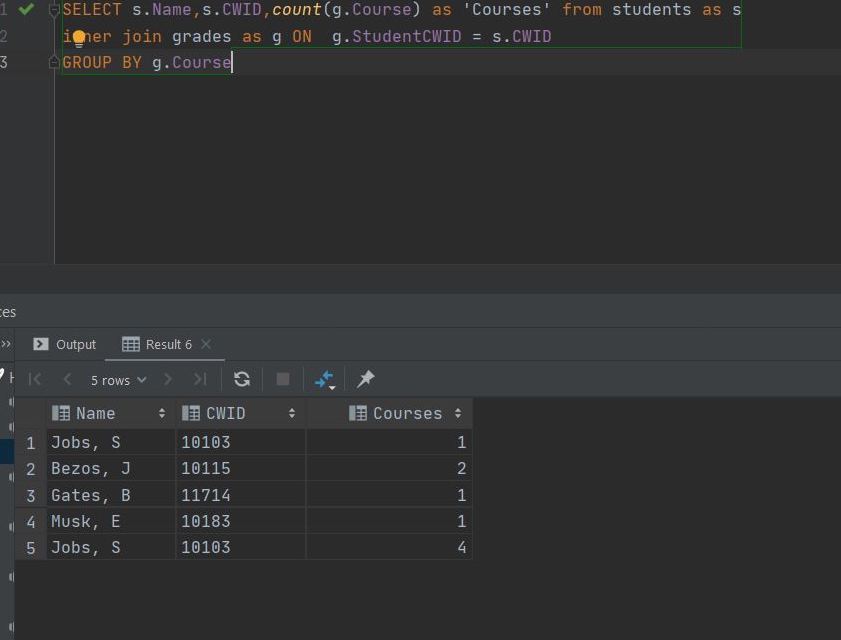 1 SELECT s.Name,s.CWID,count(g.Course) as 'Courses' from students as s
2 inner join grades as g ON g.StudentCWID = s.CWID
3 GROUP BY g.Course
ces
Output Result 6
5 rows
Name CWID Courses
1 Jobs, S 10103 1
2 Bezos, J 10115 2
3 Gates, B 11714 1
4 Musk, E 10183 1
5 Jobs, S 10103 4